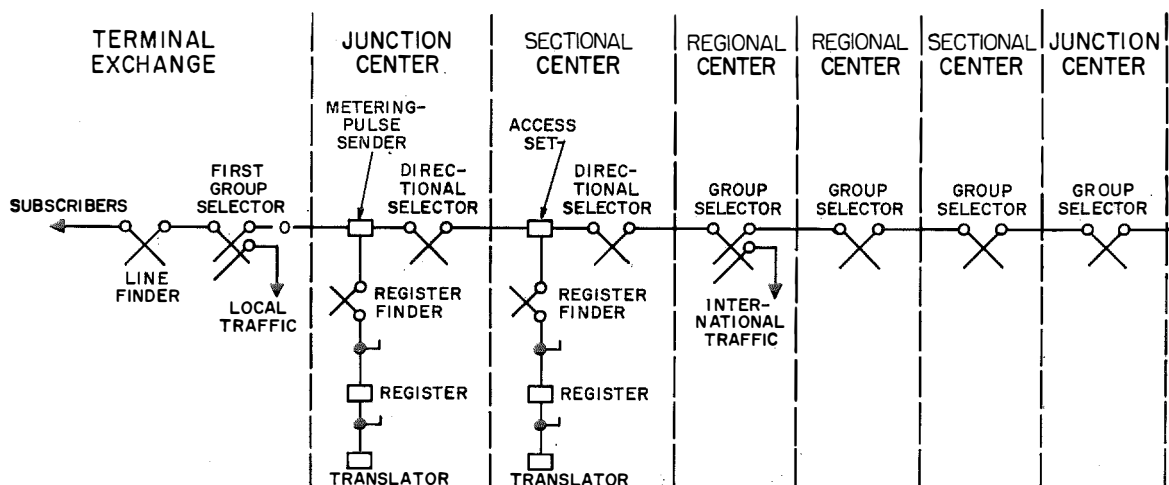 TERMINAL
EXCHANGE
JUNCTION
CENTER
SECTIONAL
CENTER
REGIONAL
CENTER
REGIONAL
CENTER
SECTIONAL
CENTER
JUNCTION
CENTER
METERING-
PULSE
SENDER
ACCESS
SET
FIRST
GROUP
SELECTOR
DIREC-
TIONAL
SELECTOR
DIREC-
TIONAL
SELECTOR
GROUP
SELECTOR
GROUP
SELECTOR
GROUP
SELECTOR
GROUP
SELECTOR
SUBSCRIBERS
O
LINE
FINDER
LOCAL
TRAFFIC
REGISTER
FINDER
REGISTER
FINDER
INTER-
NATIONAL
TRAFFIC
REGISTER
REGISTER
TRANSLATOR
TRANSLATOR